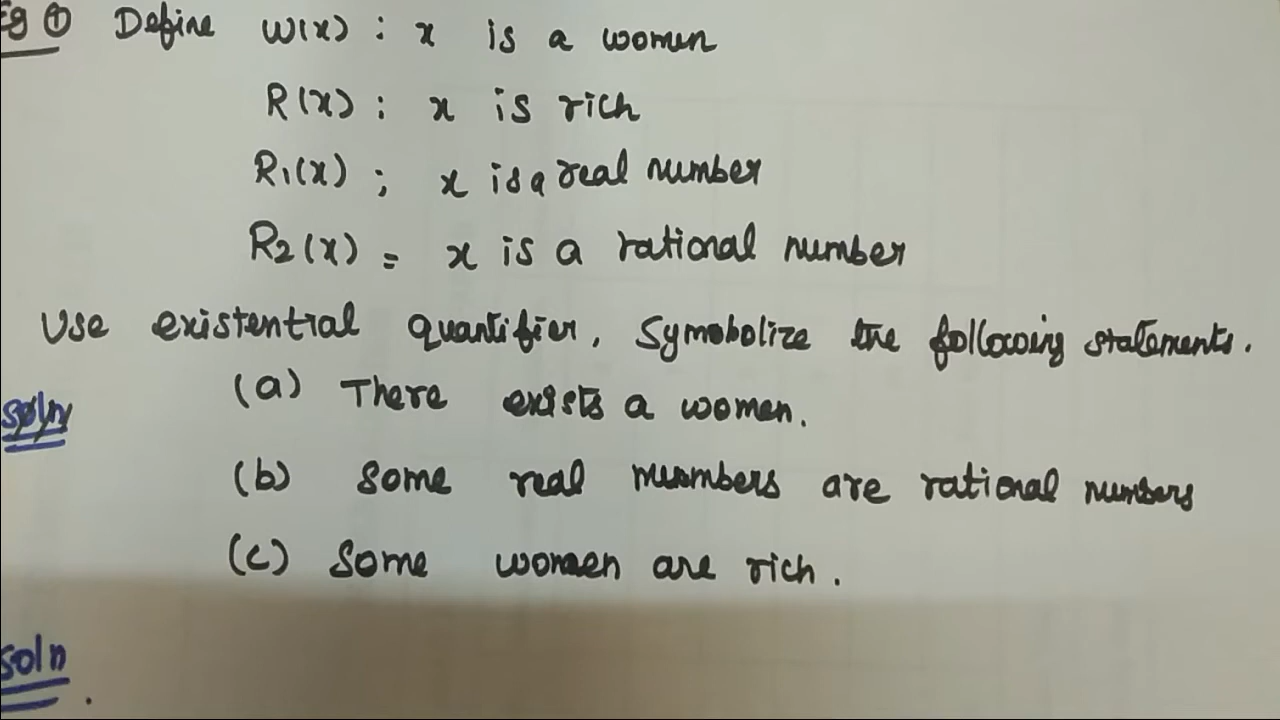 Eg ① Define W(x) : x is a women
R(x) : x is rich
R1(x) ; x is a real number
R2(x) = x is a rational number
Use existential quantifier, Symobolize the following statements.
(a) There exists a women.
soln
(b) Some real numbers are rational numbers
(c) Some women are rich.
soln